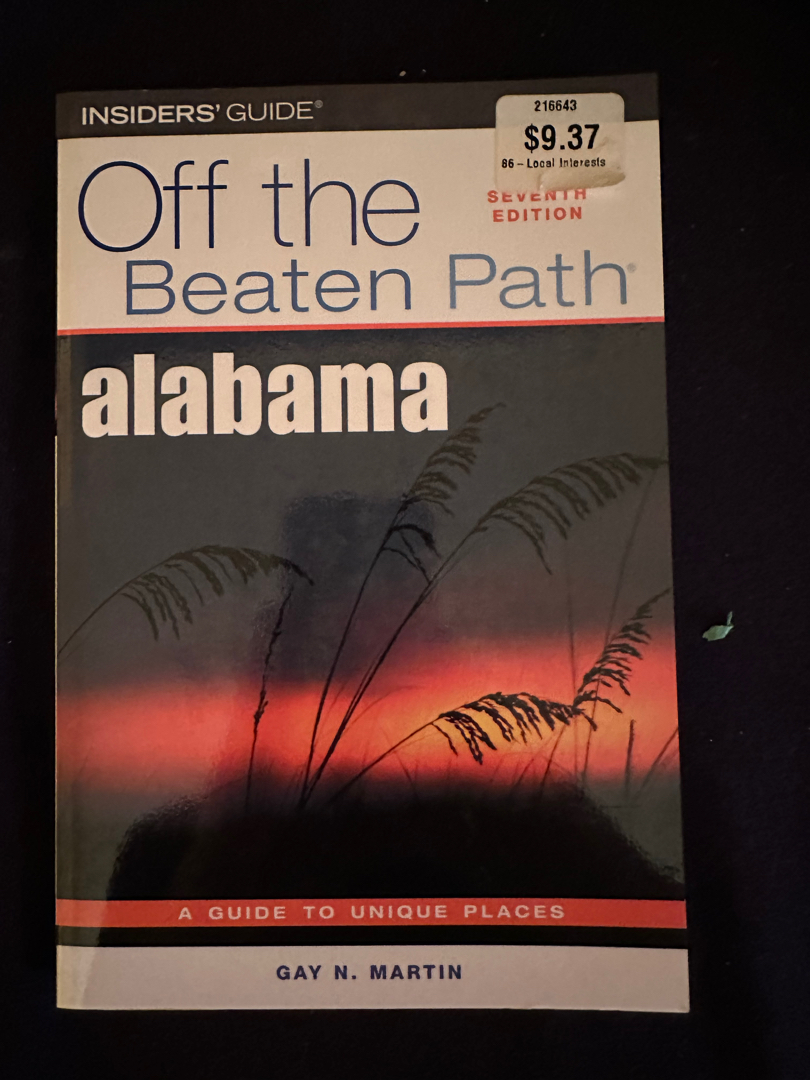 INSIDERS' GUIDE®
216643
$9.37
86 – Local Interests
Off the
SEVENTH
EDITION
Beaten Path®
alabama
A GUIDE TO UNIQUE PLACES
GAY N. MARTIN